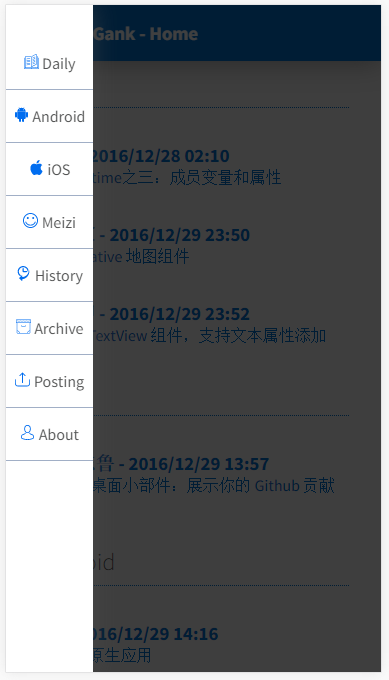 Gank - Home
Daily
Android
iOS
Meizi
History
Archive
Posting
About
2016/12/28 02:10
time之三：成员变量和属性
- 2016/12/29 23:50
ative 地图组件
- 2016/12/29 23:52
TextView 组件，支持文本属性添加
鲁 - 2016/12/29 13:57
桌面小部件：展示你的 Github 贡献
oid
016/12/29 14:16
原生应用